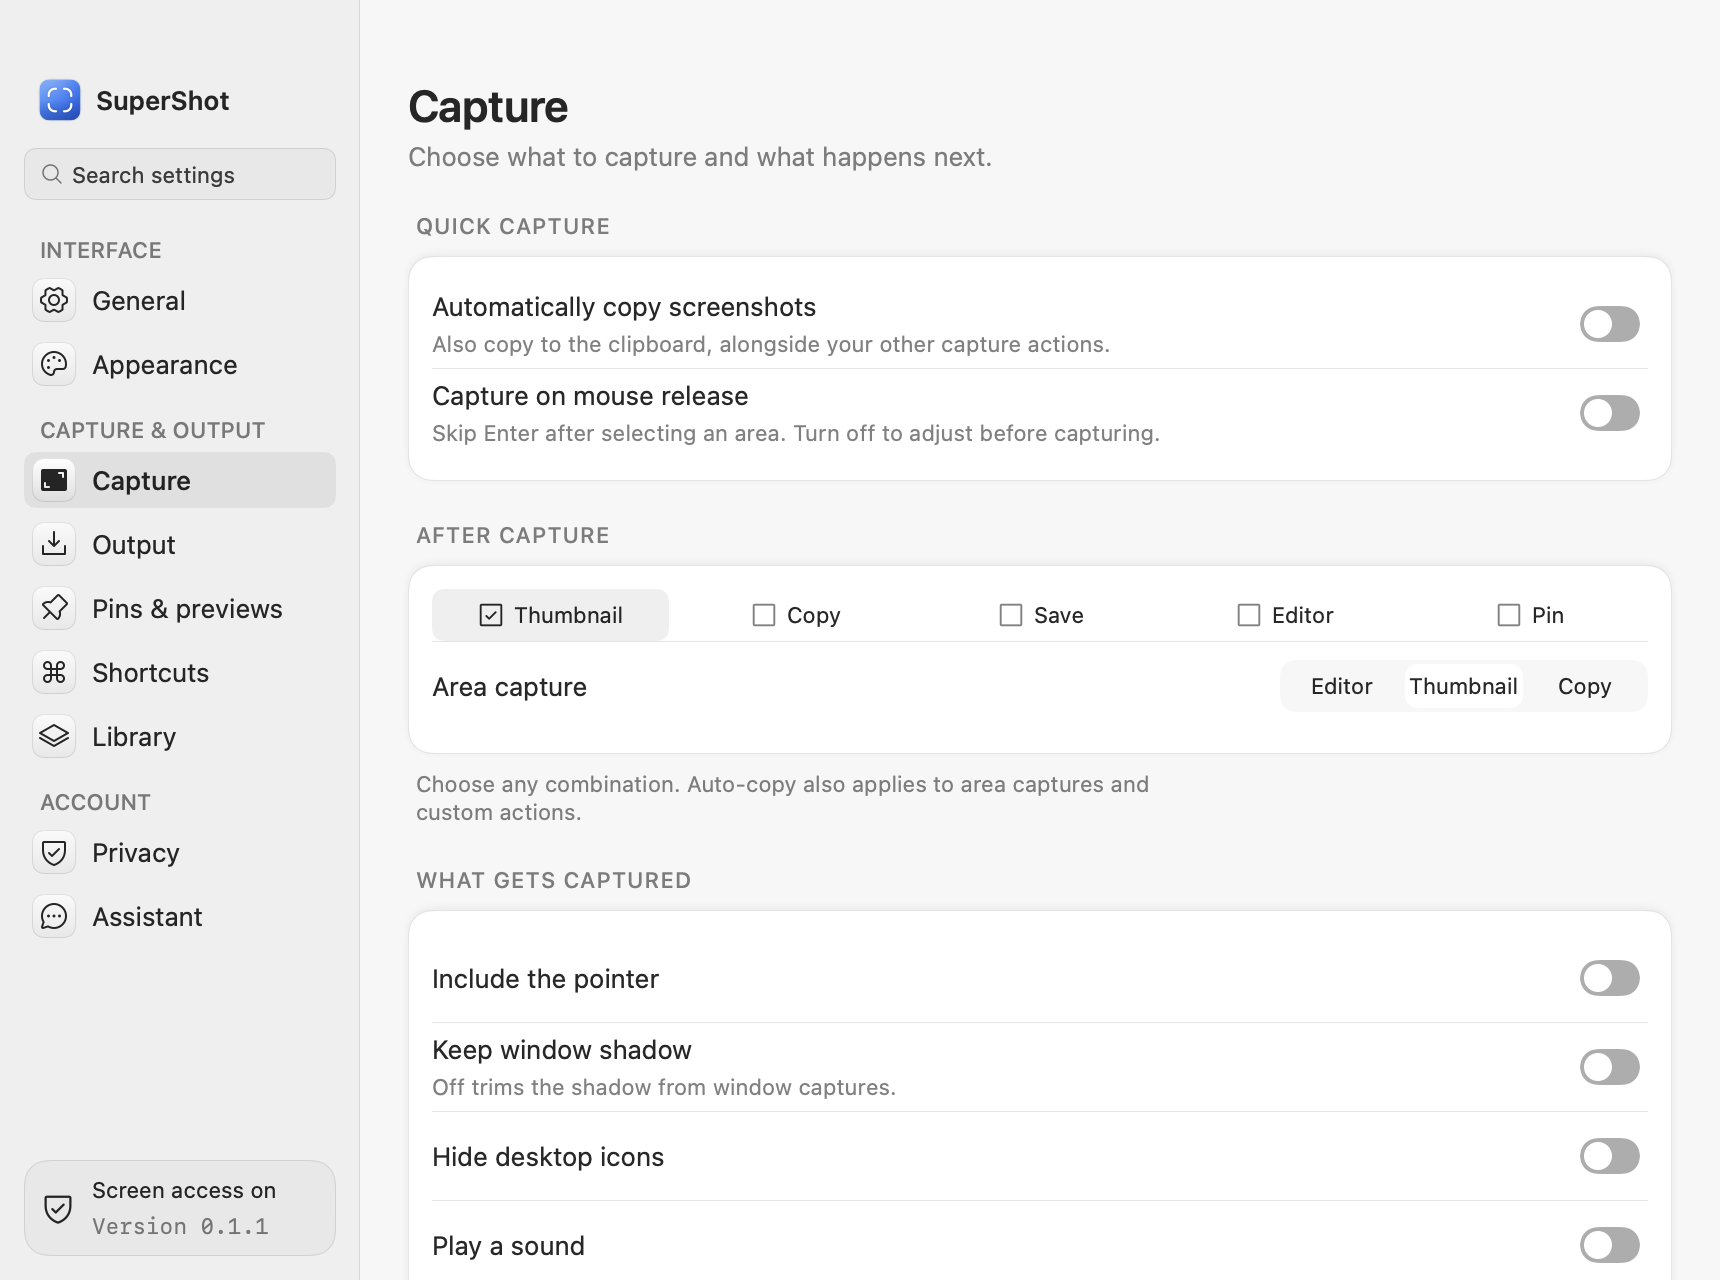 SuperShot
Search settings
INTERFACE
General
Appearance
CAPTURE & OUTPUT
Capture
Output
Pins & previews
Shortcuts
Library
ACCOUNT
Privacy
Assistant
Screen access on
Version 0.1.1
Capture
Choose what to capture and what happens next.
QUICK CAPTURE
Automatically copy screenshots
Also copy to the clipboard, alongside your other capture actions.
Capture on mouse release
Skip Enter after selecting an area. Turn off to adjust before capturing.
AFTER CAPTURE
Thumbnail Copy Save Editor Pin
Area capture Editor Thumbnail Copy
Choose any combination. Auto-copy also applies to area captures and
custom actions.
WHAT GETS CAPTURED
Include the pointer
Keep window shadow
Off trims the shadow from window captures.
Hide desktop icons
Play a sound